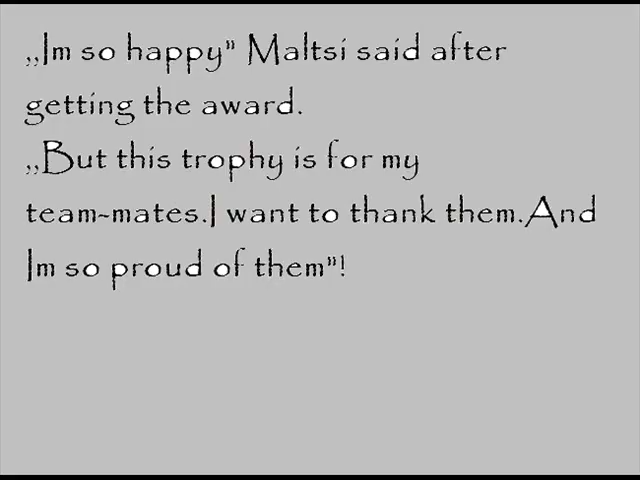 ,,Im so happy" Maltsi said after
getting the award.
,,But this trophy is for my
team-mates.I want to thank them.And
Im so proud of them"!